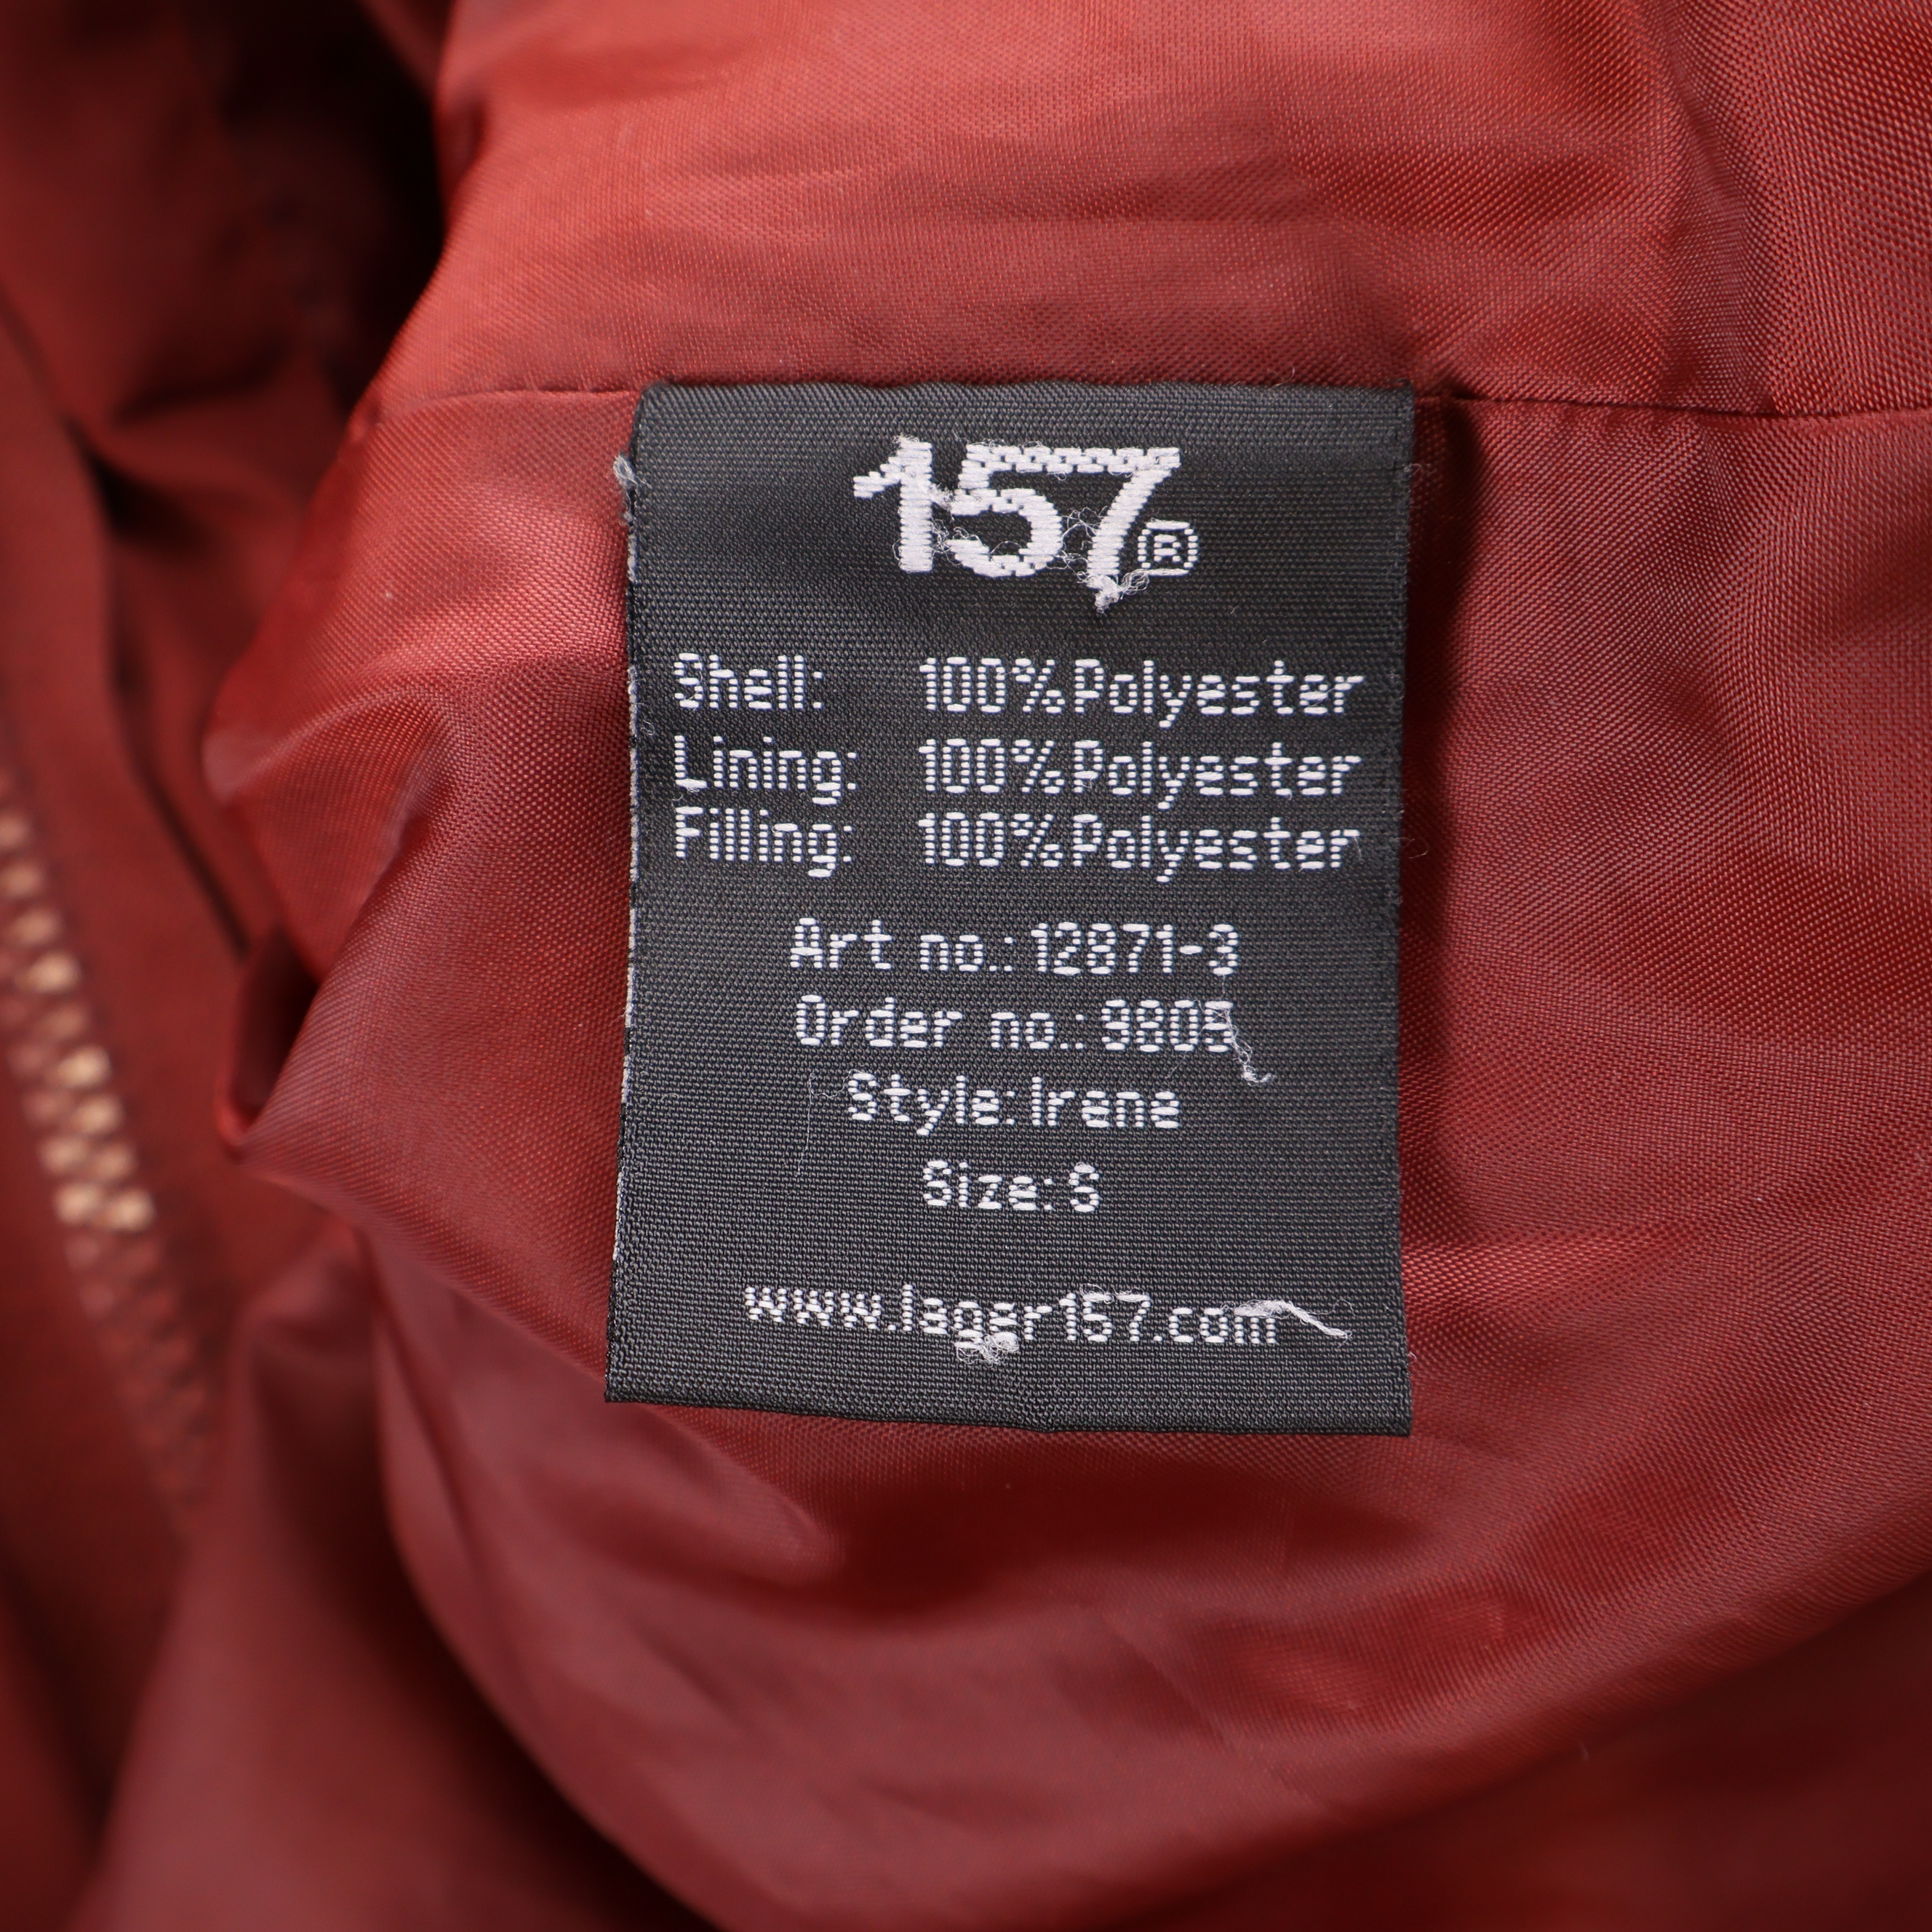 157®
Shell: 100%Polyester
Lining: 100%Polyester
Filling: 100%Polyester
Art no.:12871-3
Order no.:9805
Style:Irene
Size:S
www.lager157.com